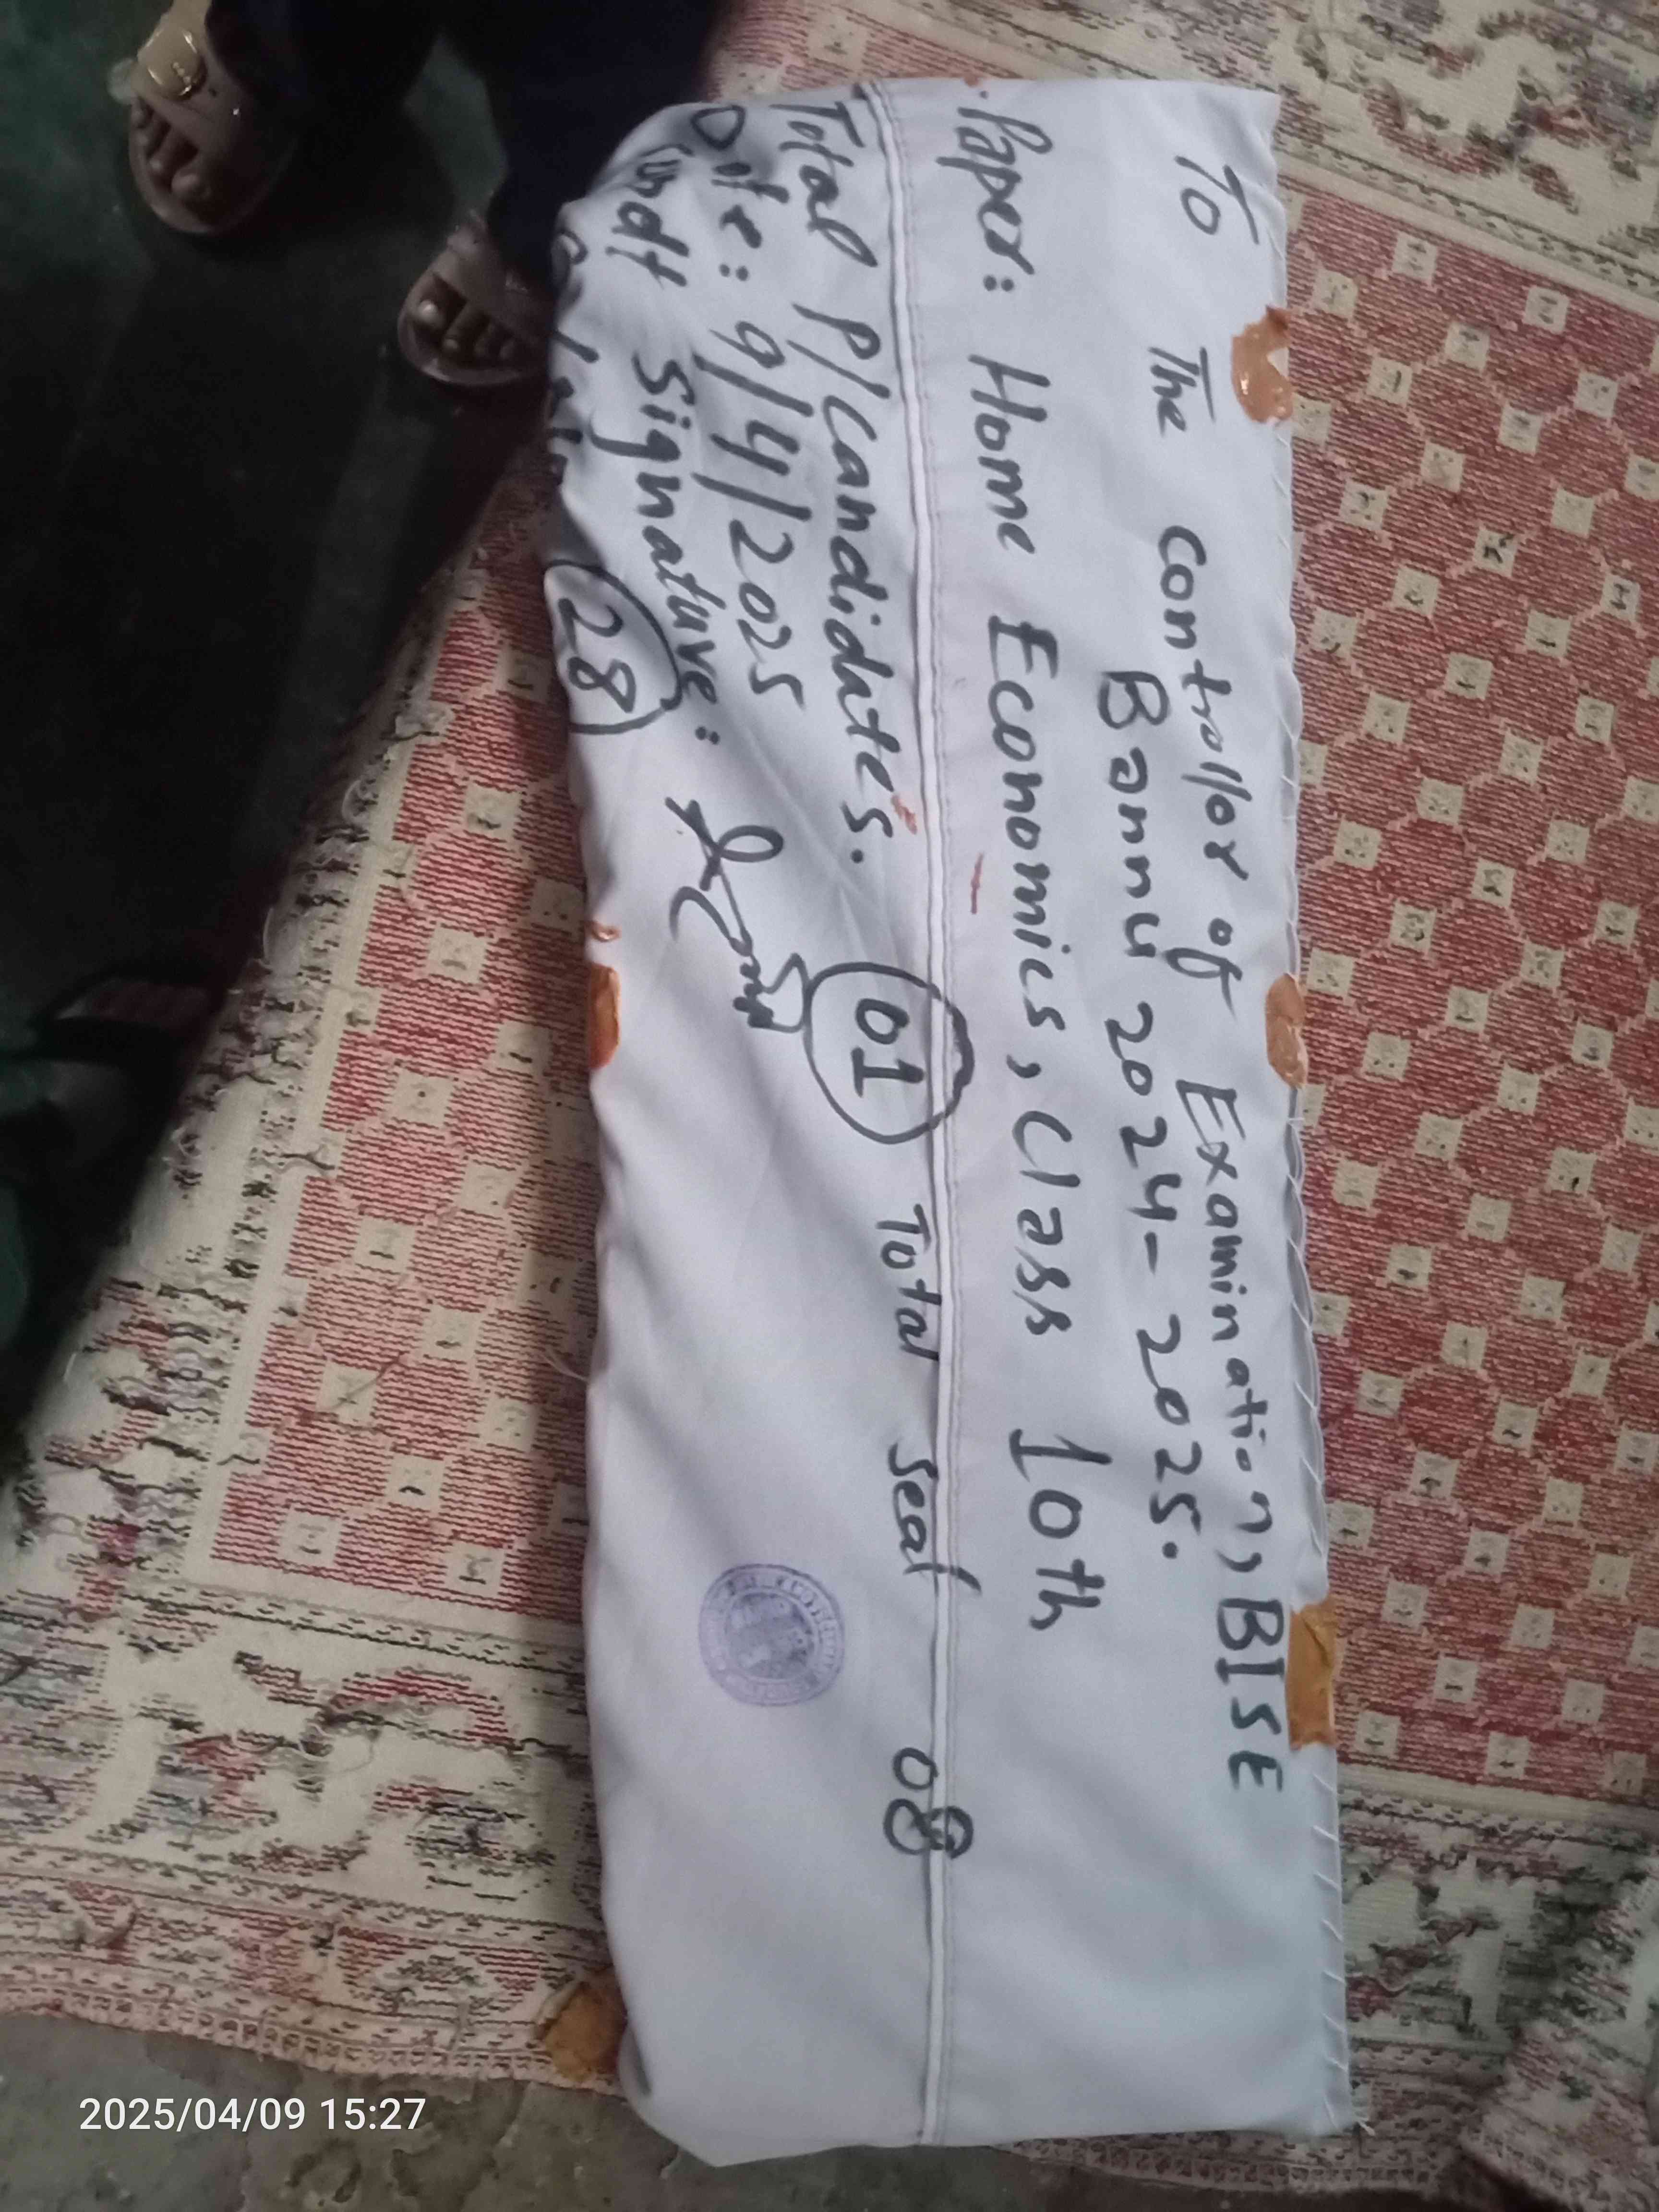 To The Controllor of Examination, BISE
Bannu 2024-2025.
Paper: Home Economics, Class 10th
Total P/Candidates. 01 Total Seal 08
Date: 9/4/2025
Supdt Signature:
28
2025/04/09 15:27